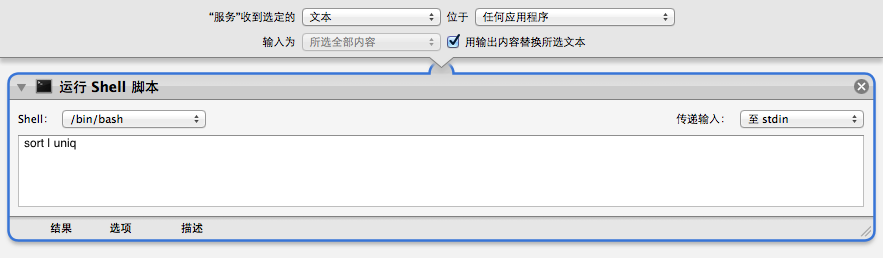 “服务”收到选定的 文本 位于 任何应用程序
输入为 所选全部内容 用输出内容替换所选文本
运行 Shell 脚本
Shell: /bin/bash 传递输入: 至 stdin
sort | uniq
结果 选项 描述